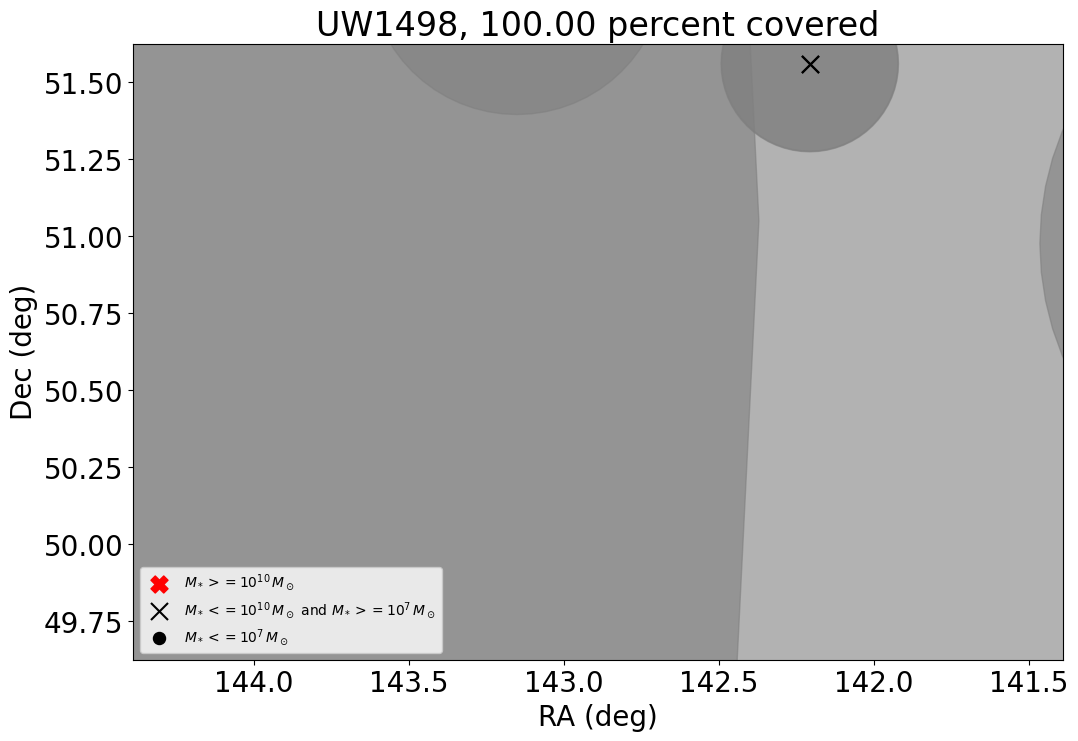 UW1498, 100.00 percent covered
51.50
51.25
51.00
50.75
50.50
50.25
50.00
49.75
Dec (deg)
M* >= 10^10 M⊙
M* <= 10^10 M⊙ and M* >= 10^7 M⊙
M* <= 10^7 M⊙
144.0 143.5 143.0 142.5 142.0 141.5
RA (deg)